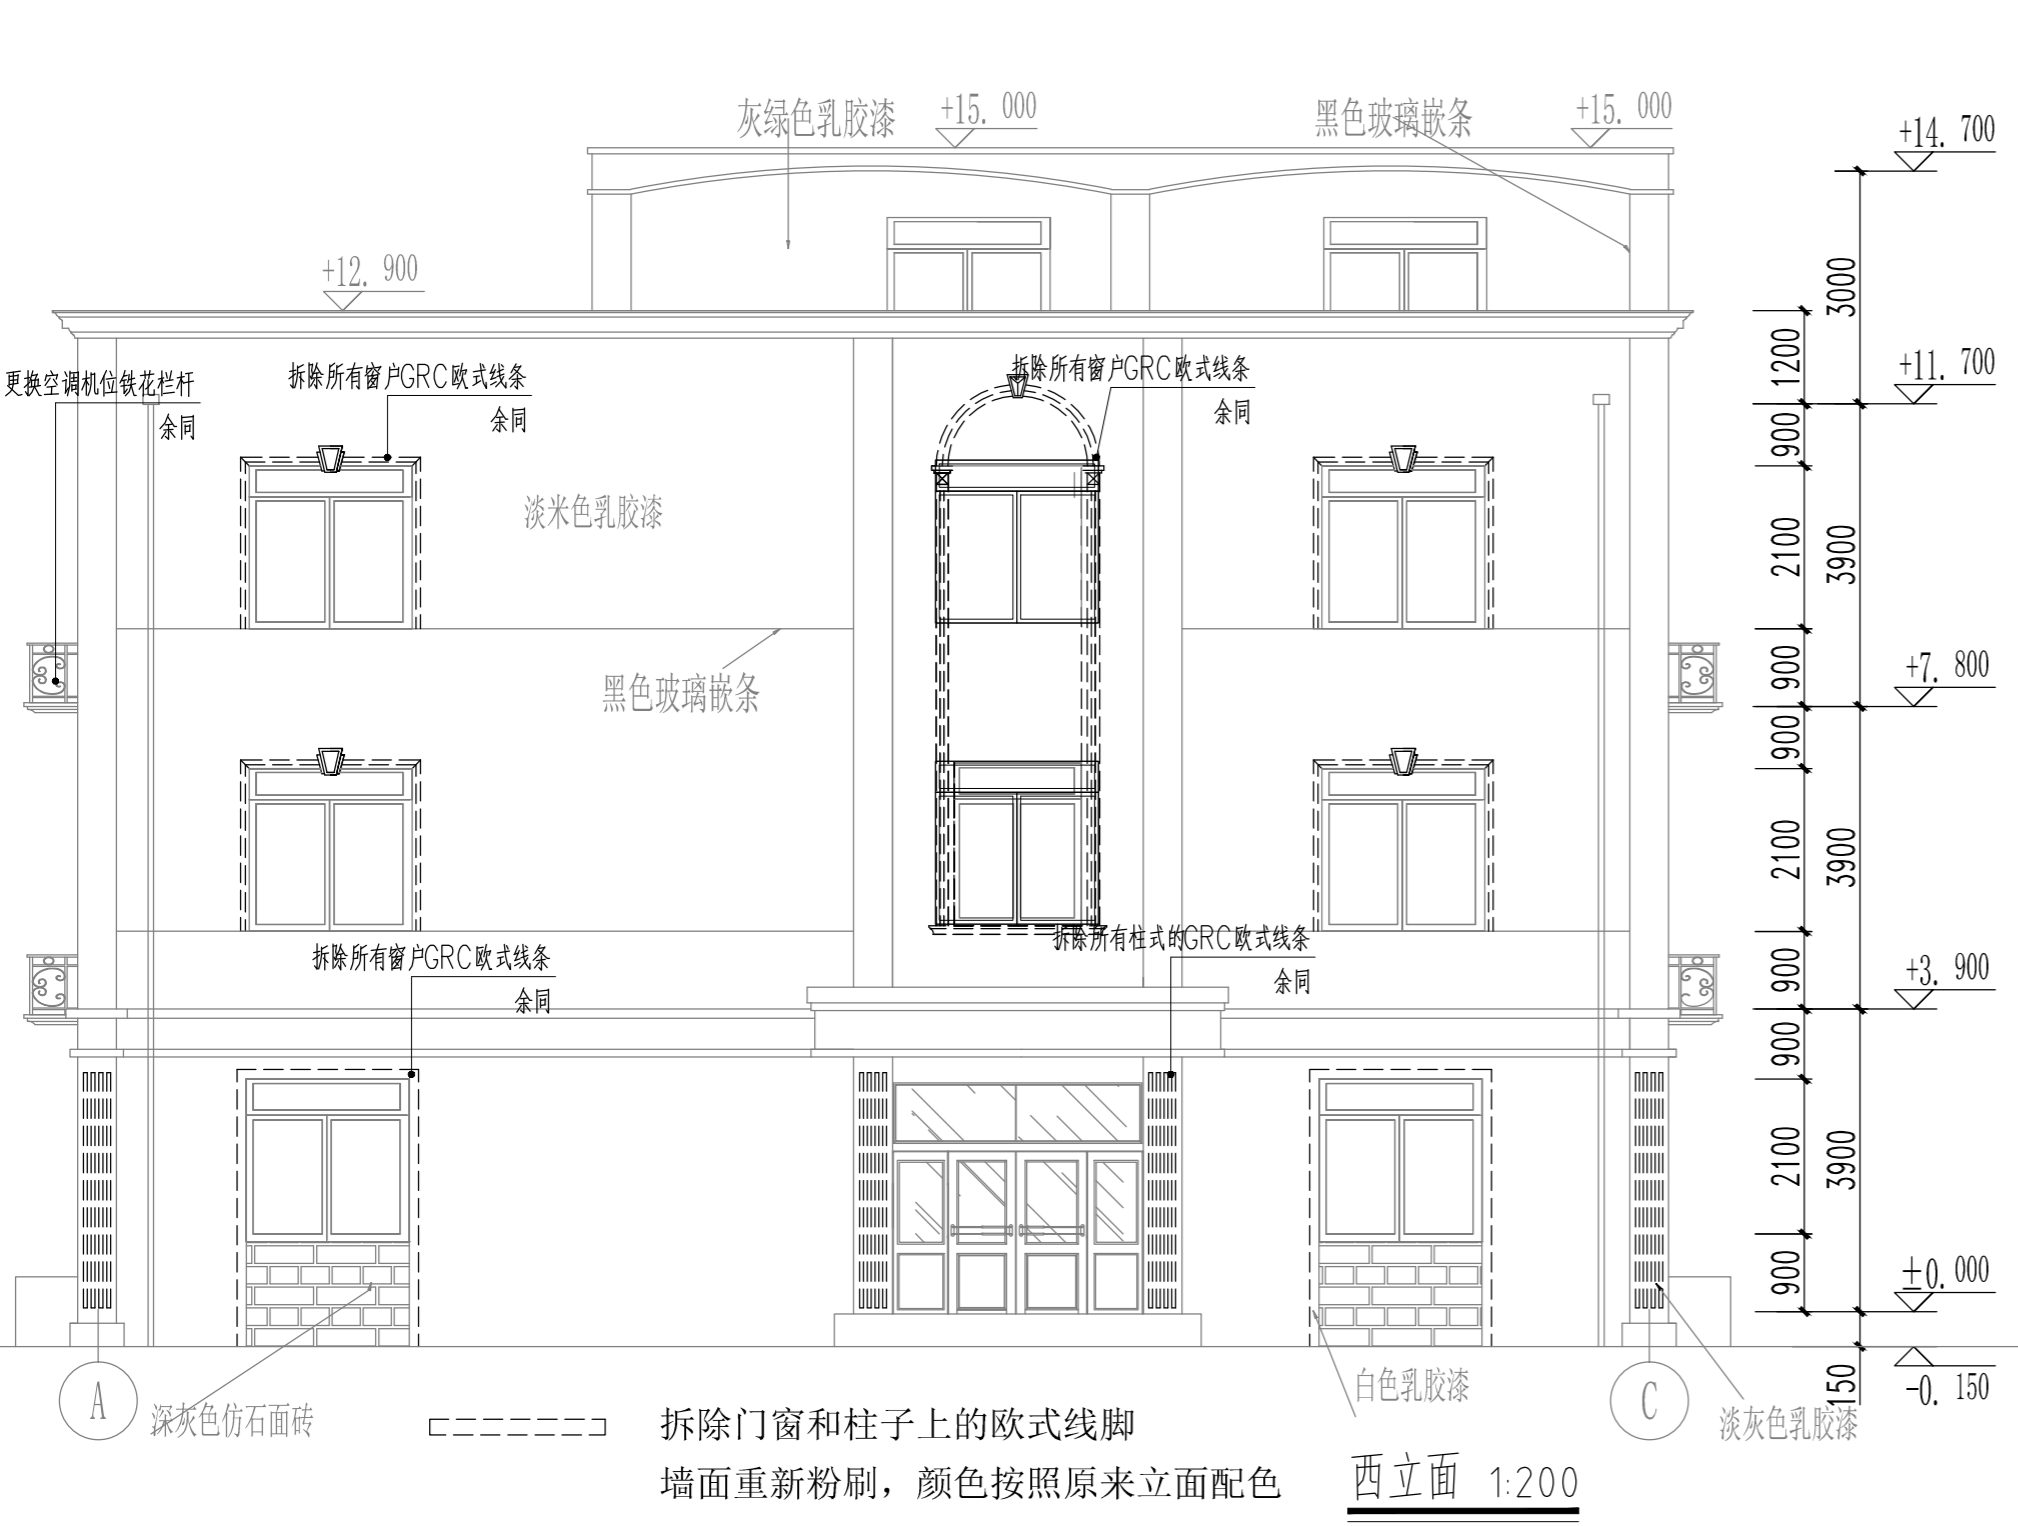 灰绿色乳胶漆
+15.000
黑色玻璃嵌条
+15.000
+14.700
+12.900
3000
更换空调机位铁花栏杆
余同
拆除所有窗户GRC欧式线条
余同
拆除所有窗户GRC欧式线条
余同
1200
+11.700
900
淡米色乳胶漆
2100
3900
黑色玻璃嵌条
900
+7.800
900
2100
3900
拆除所有窗户GRC欧式线条
余同
拆除所有柱式的GRC欧式线条
余同
900
+3.900
900
2100
3900
900
±0.000
A
深灰色仿石面砖
白色乳胶漆
C
淡灰色乳胶漆
150
-0.150
拆除门窗和柱子上的欧式线脚
墙面重新粉刷，颜色按照原来立面配色
西立面 1:200